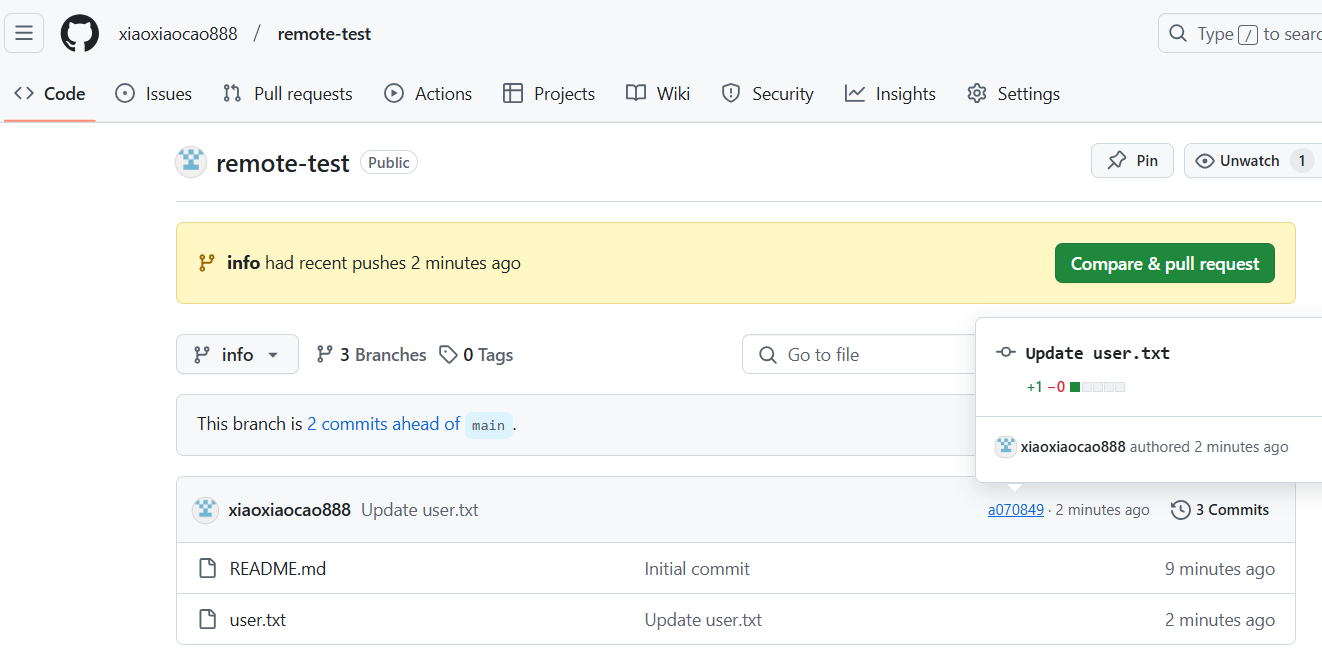 xiaoxiaocao888 / remote-test
Type / to searc
Code Issues Pull requests Actions Projects Wiki Security Insights Settings
remote-test Public Pin Unwatch 1
info had recent pushes 2 minutes ago Compare & pull request
info 3 Branches 0 Tags Go to file
Update user.txt
+1 −0
This branch is 2 commits ahead of main .
xiaoxiaocao888 authored 2 minutes ago
xiaoxiaocao888 Update user.txt a070849 · 2 minutes ago 3 Commits
README.md Initial commit 9 minutes ago
user.txt Update user.txt 2 minutes ago